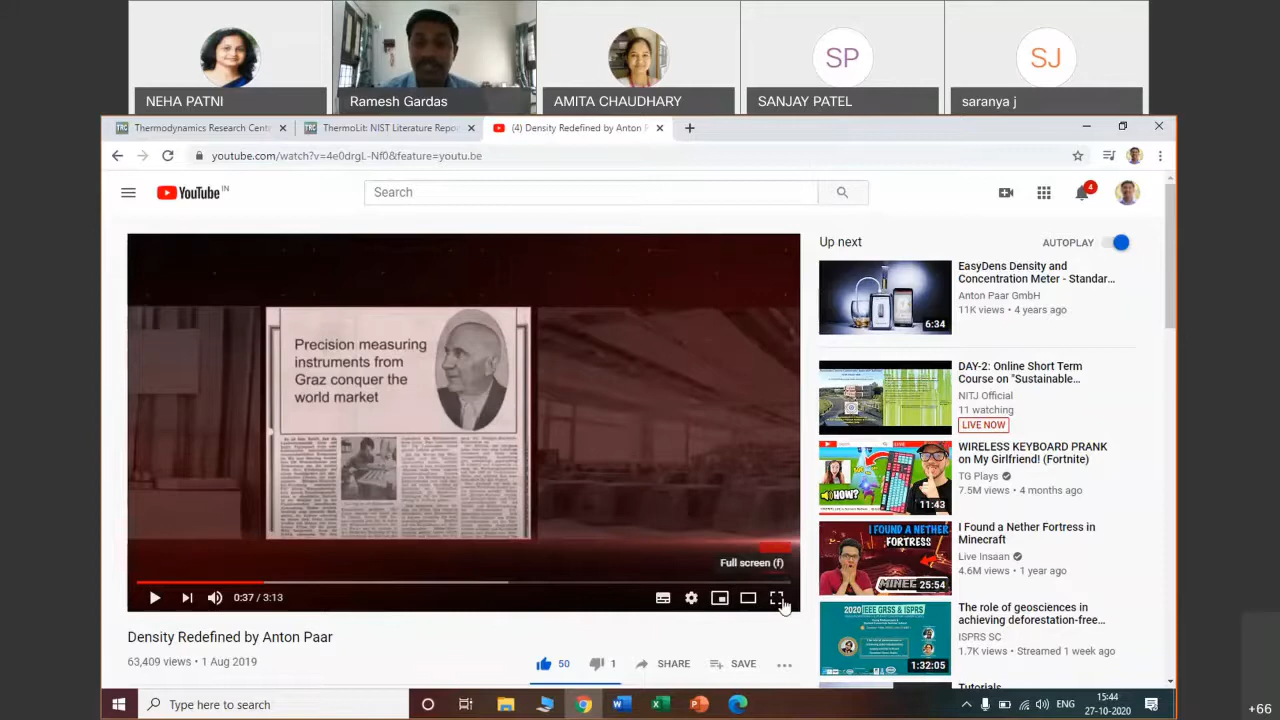 NEHA PATNI
Ramesh Gardas
AMITA CHAUDHARY
SP
SANJAY PATEL
SJ
saranya j
Thermodynamics Research Cent
ThermoLit: NIST Literature Repo
(4) Density Redefined by Anton P
youtube.com/watch?v=4e0drgL-Nf0&feature=youtu.be
YouTube IN
Search
4
Precision measuring
instruments from
Graz conquer the
world market
Full screen (f)
0:37 / 3:13
Density Redefined by Anton Paar
1 Aug 2019
50
1
SHARE
SAVE
Up next
AUTOPLAY
6:34
EasyDens Density and
Concentration Meter - Standar...
Anton Paar GmbH
11K views • 4 years ago
DAY-2: Online Short Term
Course on "Sustainable...
NITJ Official
11 watching
LIVE NOW
HOW?
11:43
WIRELESS KEYBOARD PRANK
on My Girlfriend! (Fortnite)
TG Plays
7.5M views • 4 months ago
I FOUND A NETHER
FORTRESS
25:54
I Found a Nether Fortress in
Minecraft
Live Insaan
4.6M views • 1 year ago
2020 IEEE GRSS & ISPRS
1:32:05
The role of geosciences in
achieving deforestation-free...
ISPRS SC
1.7K views • Streamed 1 week ago
Tutorials
Type here to search
ENG
15:44
27-10-2020
+66